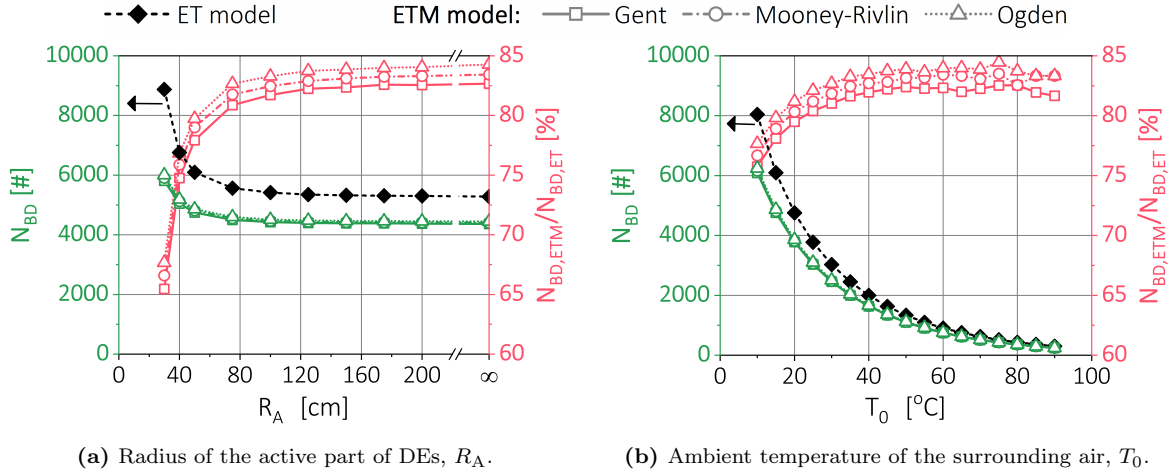 ET model ETM model: Gent Mooney-Rivlin Ogden
10000
8000
6000
4000
2000
0
N_BD [#]
85
80
75
70
65
60
N_BD,ETM/N_BD,ET [%]
0 40 80 120 160 200 ∞
R_A [cm]
10000
8000
6000
4000
2000
0
N_BD [#]
85
80
75
70
65
60
N_BD,ETM/N_BD,ET [%]
0 20 40 60 80 100
T_0 [°C]
(a) Radius of the active part of DEs, R_A.
(b) Ambient temperature of the surrounding air, T_0.